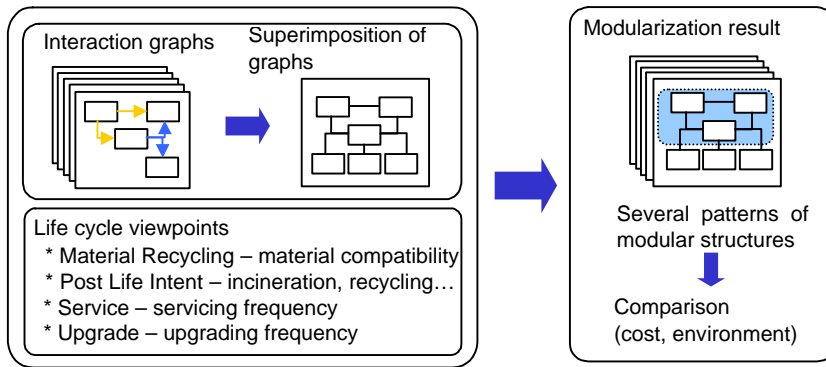 Interaction graphs
Superimposition of
graphs
Life cycle viewpoints
* Material Recycling – material compatibility
* Post Life Intent – incineration, recycling…
* Service – servicing frequency
* Upgrade – upgrading frequency
Modularization result
Several patterns of
modular structures
Comparison
(cost, environment)